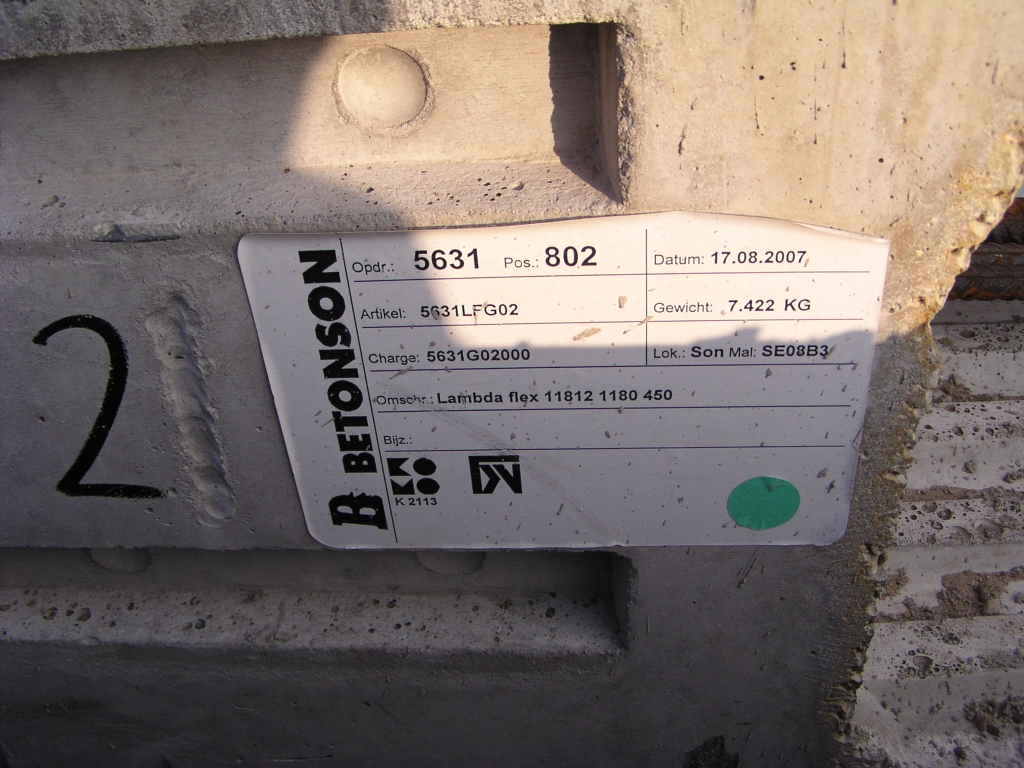 2
BETONSON
Opdr.: 5631 Pos.: 802 Datum: 17.08.2007
Artikel: 5631LFG02 Gewicht: 7.422 KG
Charge: 5631G02000 Lok.: Son Mal: SE08B3
Omschr.: Lambda flex 11812 1180 450
Bijz.:
KOMO
K 2113